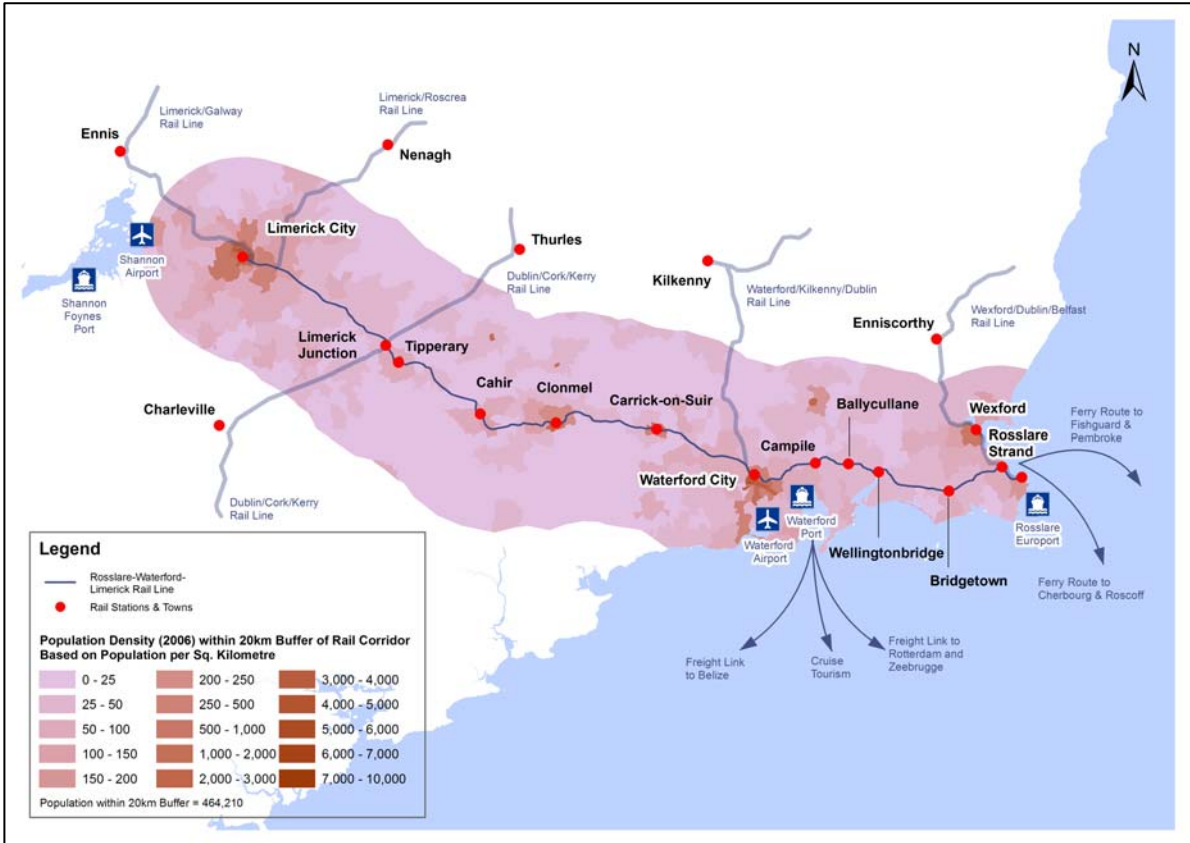 N
Limerick/Galway
Rail Line
Limerick/Roscrea
Rail Line
Ennis
Nenagh
Limerick City
Shannon
Airport
Shannon
Foynes
Port
Thurles
Dublin/Cork/Kerry
Rail Line
Kilkenny
Waterford/Kilkenny/Dublin
Rail Line
Enniscorthy
Wexford/Dublin/Belfast
Rail Line
Limerick
Junction
Tipperary
Cahir
Clonmel
Carrick-on-Suir
Charleville
Ballycullane
Wexford
Rosslare
Strand
Ferry Route to
Fishguard &
Pembroke
Campile
Waterford City
Dublin/Cork/Kerry
Rail Line
Waterford
Port
Waterford
Airport
Wellingtonbridge
Bridgetown
Rosslare
Europort
Ferry Route to
Cherbourg & Roscoff
Freight Link
to Belize
Cruise
Tourism
Freight Link to
Rotterdam and
Zeebrugge
Legend
Rosslare-Waterford-
Limerick Rail Line
Rail Stations & Towns
Population Density (2006) within 20km Buffer of Rail Corridor
Based on Population per Sq. Kilometre
0 - 25
25 - 50
50 - 100
100 - 150
150 - 200
200 - 250
250 - 500
500 - 1,000
1,000 - 2,000
2,000 - 3,000
3,000 - 4,000
4,000 - 5,000
5,000 - 6,000
6,000 - 7,000
7,000 - 10,000
Population within 20km Buffer = 464,210